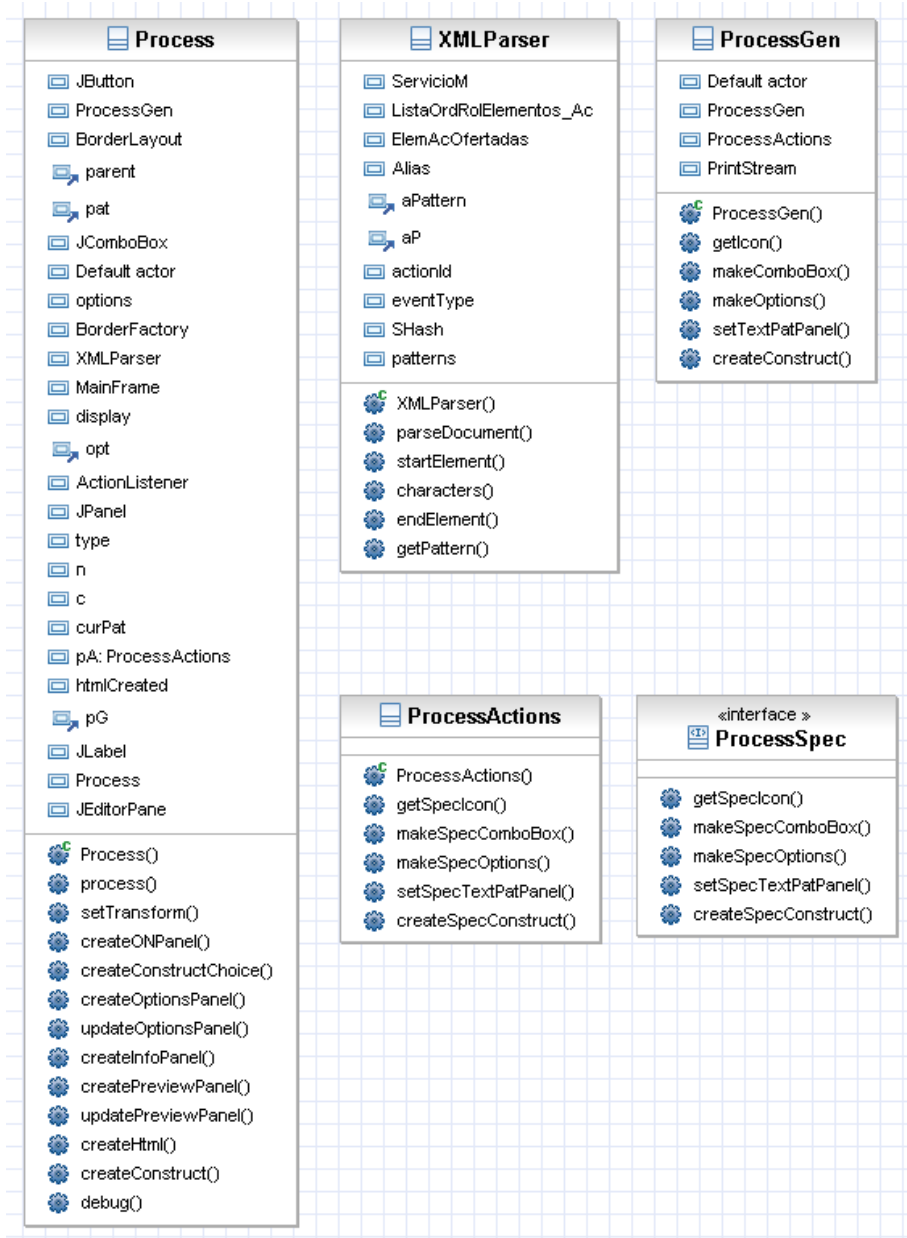 Process
JButton
ProcessGen
BorderLayout
parent
pat
JComboBox
Default actor
options
BorderFactory
XMLParser
MainFrame
display
opt
ActionListener
JPanel
type
n
c
curPat
pA: ProcessActions
htmlCreated
pG
JLabel
Process
JEditorPane
Process()
process()
setTransform()
createONPanel()
createConstructChoice()
createOptionsPanel()
updateOptionsPanel()
createInfoPanel()
createPreviewPanel()
updatePreviewPanel()
createHtml()
createConstruct()
debug()
XMLParser
ServicioM
ListaOrdRolElementos_Ac
ElemAcOfertadas
Alias
aPattern
aP
actionId
eventType
SHash
patterns
XMLParser()
parseDocument()
startElement()
characters()
endElement()
getPattern()
ProcessGen
Default actor
ProcessGen
ProcessActions
PrintStream
ProcessGen()
getIcon()
makeComboBox()
makeOptions()
setTextPatPanel()
createConstruct()
ProcessActions
ProcessActions()
getSpecIcon()
makeSpecComboBox()
makeSpecOptions()
setSpecTextPatPanel()
createSpecConstruct()
«interface »
ProcessSpec
getSpecIcon()
makeSpecComboBox()
makeSpecOptions()
setSpecTextPatPanel()
createSpecConstruct()